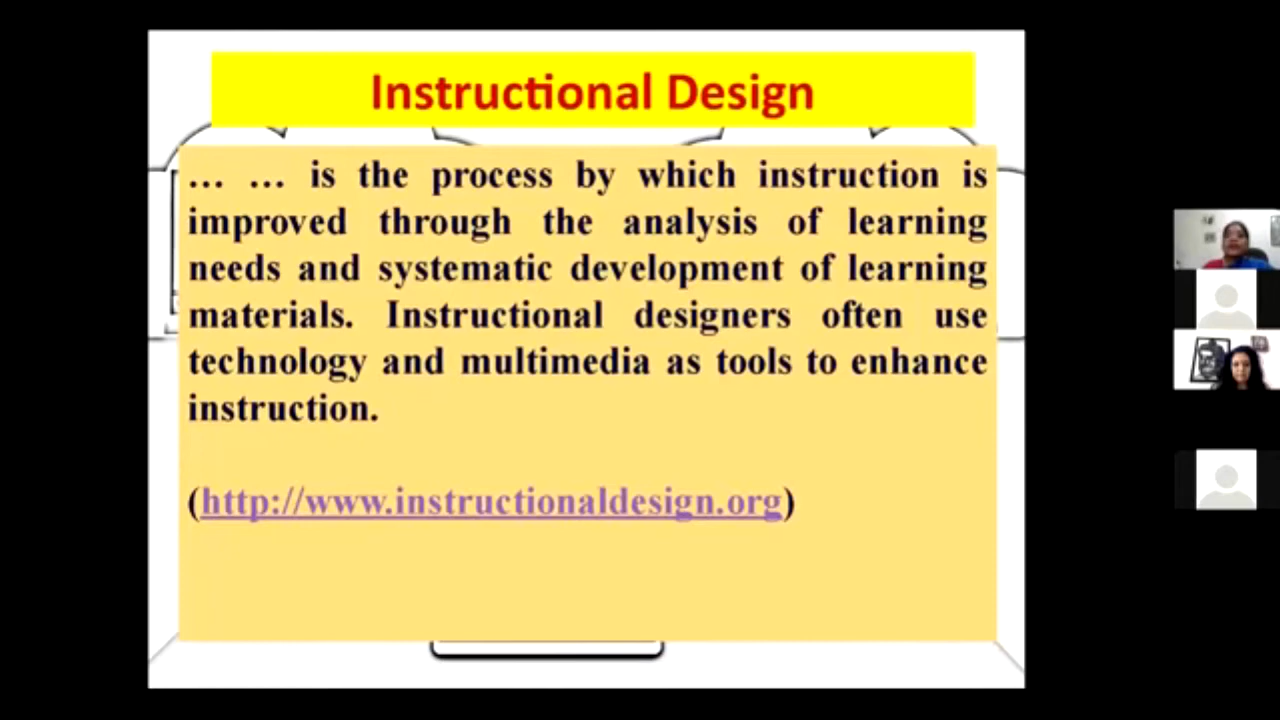 Instructional Design
... ... is the process by which instruction is
improved through the analysis of learning
needs and systematic development of learning
materials. Instructional designers often use
technology and multimedia as tools to enhance
instruction.
(http://www.instructionaldesign.org)